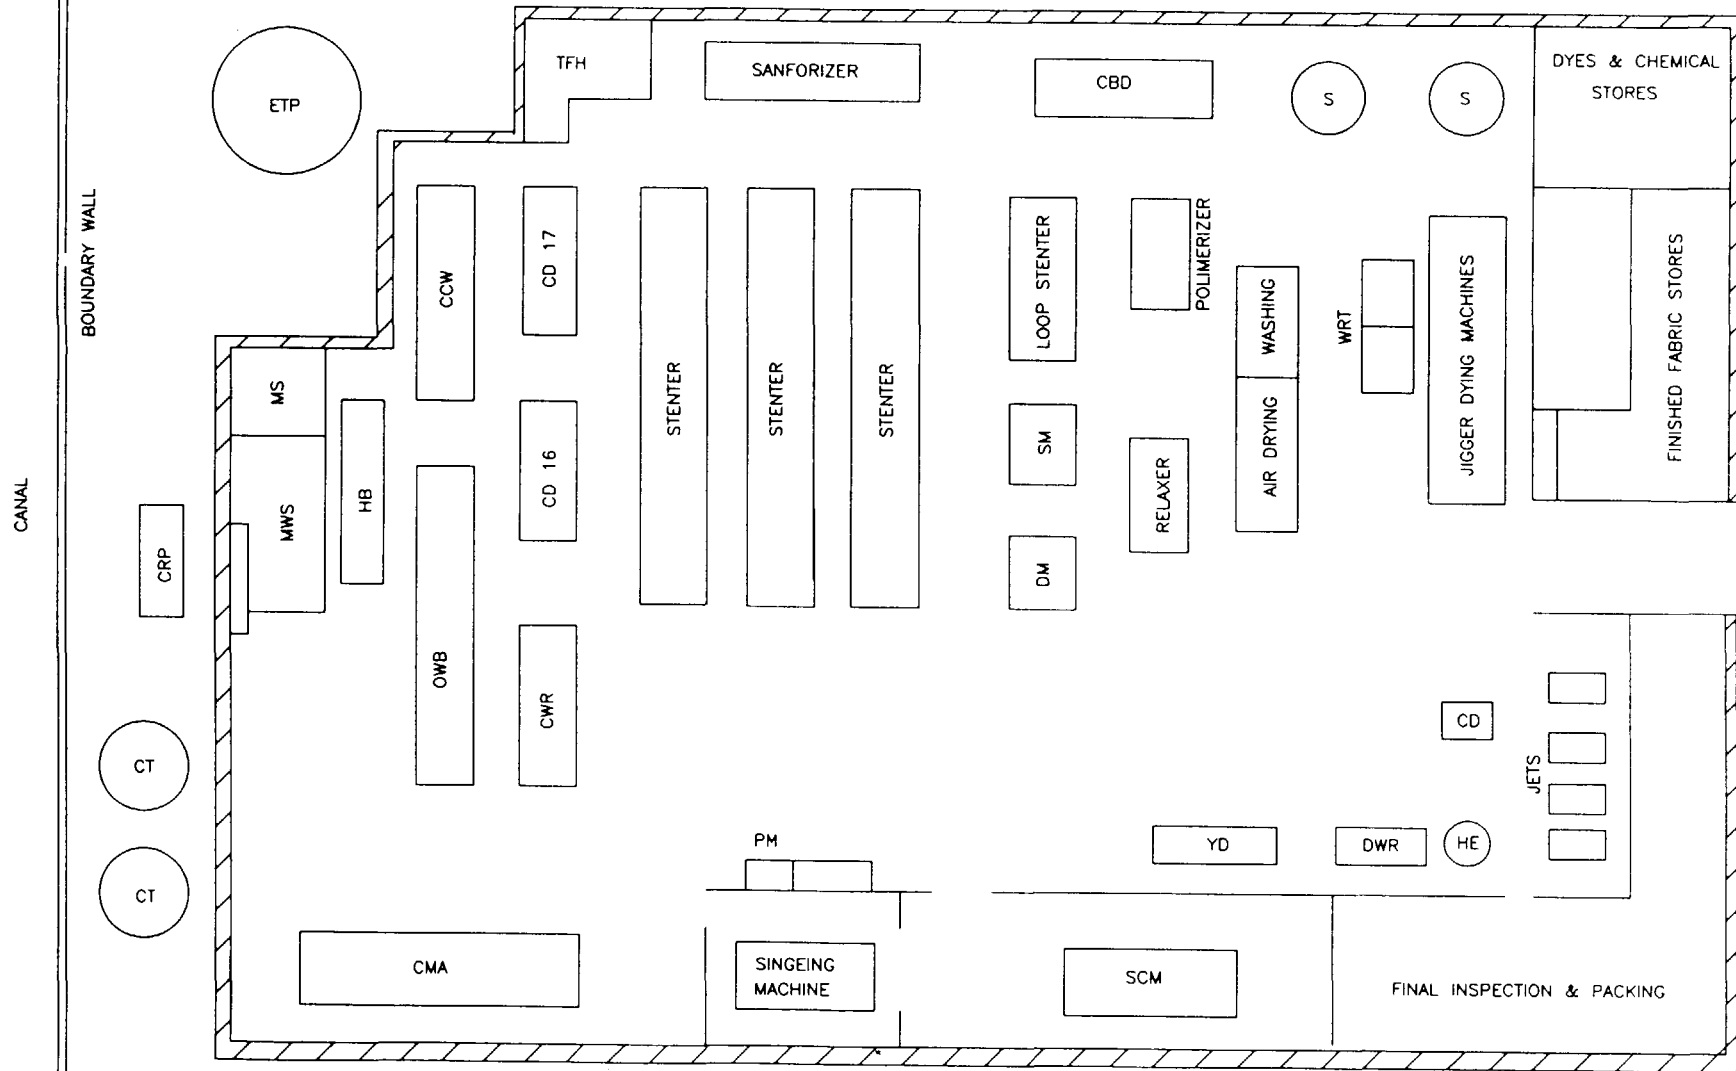 TFH
SANFORIZER
CBD
S
S
DYES & CHEMICAL
STORES
ETP
BOUNDARY WALL
CCW
CD 17
STENTER
STENTER
STENTER
LOOP STENTER
POLIMERIZER
WASHING
WRT
JIGGER DYING MACHINES
FINISHED FABRIC STORES
MS
HB
CD 16
SM
AIR DRYING
CANAL
CRP
MWS
RELAXER
DM
OWB
CWR
CD
JETS
CT
PM
YD
DWR
HE
CT
CMA
SINGEING
MACHINE
SCM
FINAL INSPECTION & PACKING